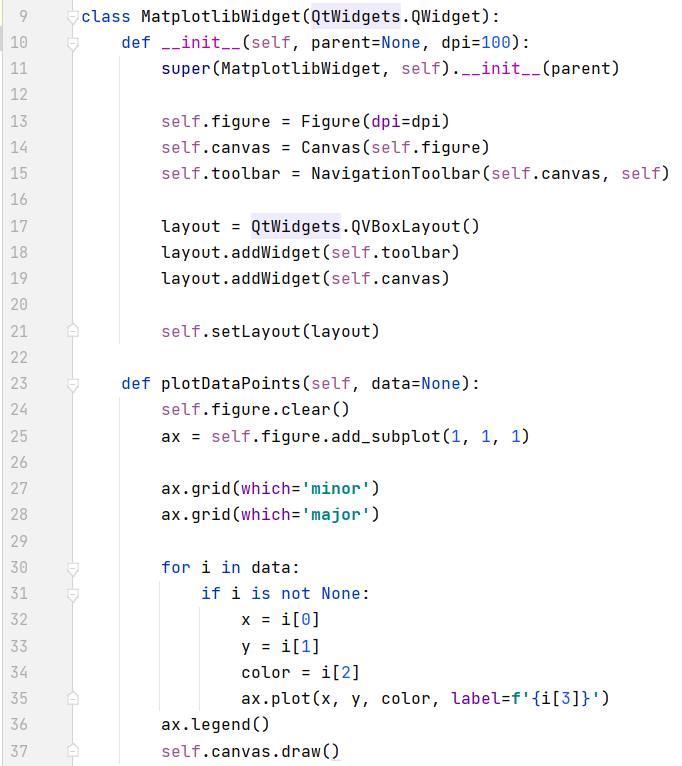 9 class MatplotlibWidget(QtWidgets.QWidget):
10     def __init__(self, parent=None, dpi=100):
11         super(MatplotlibWidget, self).__init__(parent)
12
13         self.figure = Figure(dpi=dpi)
14         self.canvas = Canvas(self.figure)
15         self.toolbar = NavigationToolbar(self.canvas, self)
16
17         layout = QtWidgets.QVBoxLayout()
18         layout.addWidget(self.toolbar)
19         layout.addWidget(self.canvas)
20
21         self.setLayout(layout)
22
23     def plotDataPoints(self, data=None):
24         self.figure.clear()
25         ax = self.figure.add_subplot(1, 1, 1)
26
27         ax.grid(which='minor')
28         ax.grid(which='major')
29
30         for i in data:
31             if i is not None:
32                 x = i[0]
33                 y = i[1]
34                 color = i[2]
35                 ax.plot(x, y, color, label=f'{i[3]}')
36         ax.legend()
37         self.canvas.draw()